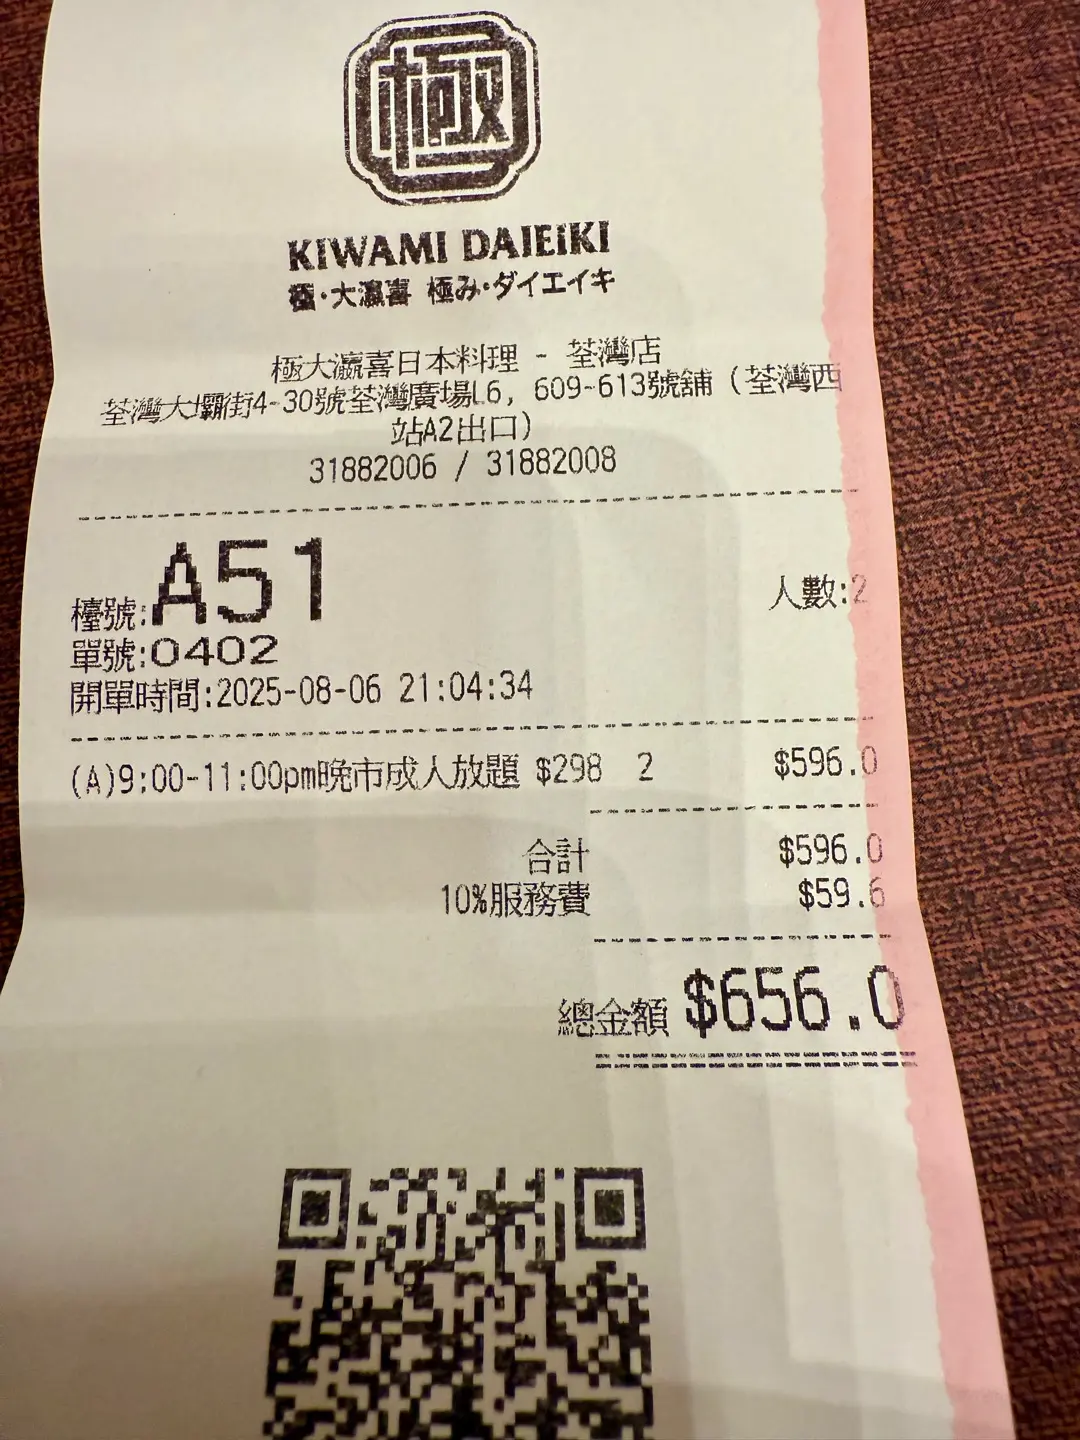 極
KIWAMI DAIEIKI
極・大瀛喜 極み・ダイエイキ
極大瀛喜日本料理 - 荃灣店
荃灣大壩街4-30號荃灣廣場L6, 609-613號舖 (荃灣西
站A2出口)
31882006 / 31882008
檯號:A51 人數:2
單號:0402
開單時間:2025-08-06 21:04:34
(A)9:00-11:00pm晚市成人放題 $298 2 $596.0
合計 $596.0
10%服務費 $59.6
總金額 $656.0